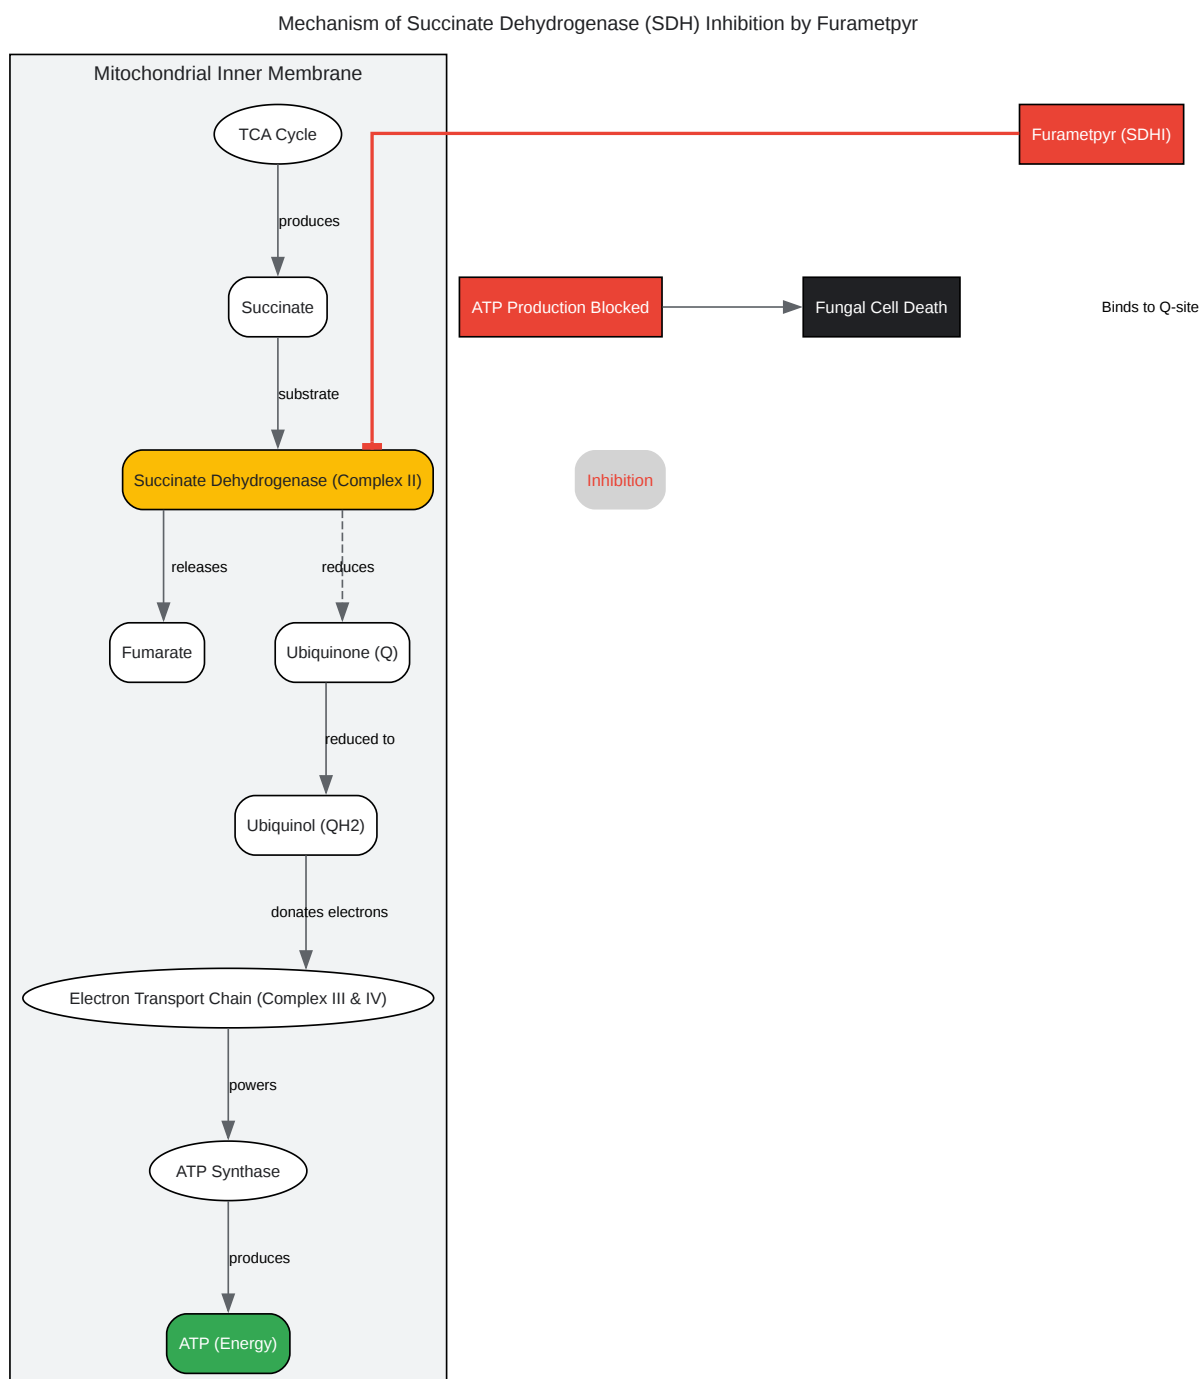 Mechanism of Succinate Dehydrogenase (SDH) Inhibition by Furametpyr
Mitochondrial Inner Membrane
TCA Cycle
Furametpyr (SDHI)
produces
Succinate
ATP Production Blocked
Fungal Cell Death
Binds to Q-site
substrate
Succinate Dehydrogenase (Complex II)
Inhibition
releases
reduces
Fumarate
Ubiquinone (Q)
reduced to
Ubiquinol (QH2)
donates electrons
Electron Transport Chain (Complex III & IV)
powers
ATP Synthase
produces
ATP (Energy)